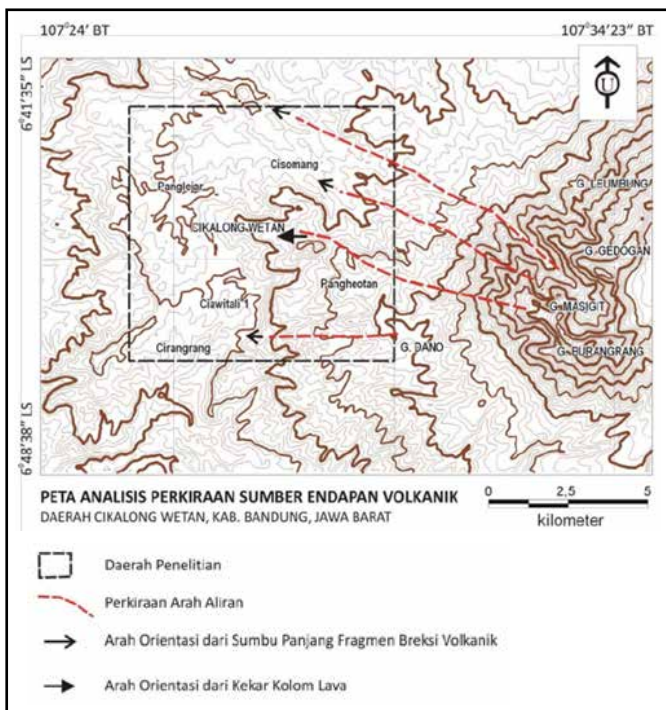 107°24' BT
107°34'23" BT
6°41'35" LS
U
Cisomang
G. LEUMBUNG
Panglejar
CIKALONG WETAN
G. GEDOGAN
Pangheotan
Ciawitali 1
G. MASIGIT
Cirangrang
G. DANO
G. BURANGRANG
6°48'38" LS
PETA ANALISIS PERKIRAAN SUMBER ENDAPAN VOLKANIK
DAERAH CIKALONG WETAN, KAB. BANDUNG, JAWA BARAT
0 2,5 5
kilometer
Daerah Penelitian
Perkiraan Arah Aliran
Arah Orientasi dari Sumbu Panjang Fragmen Breksi Volkanik
Arah Orientasi dari Kekar Kolom Lava